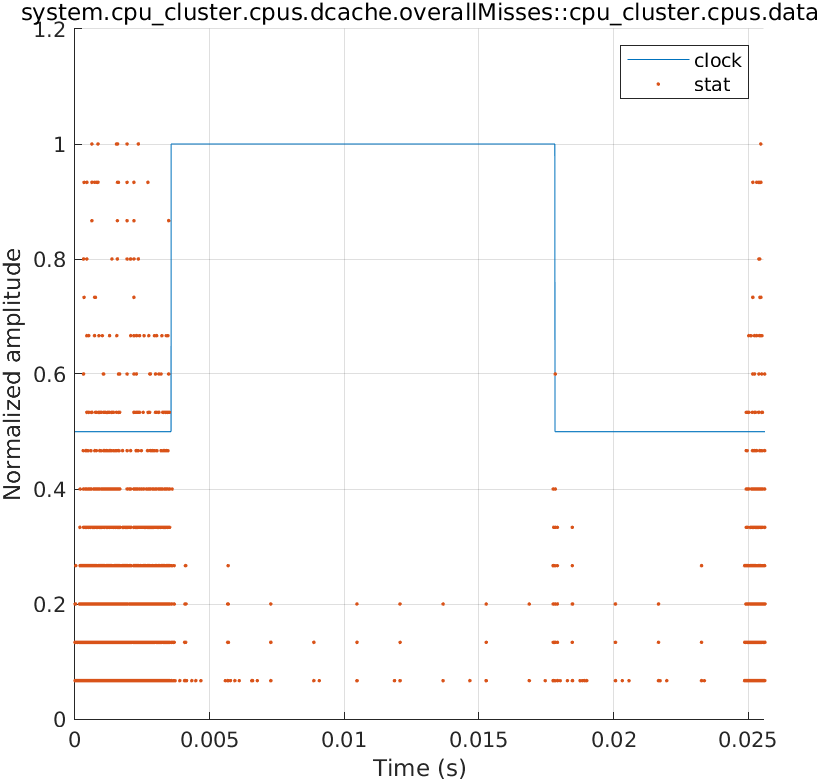 system.cpu_cluster.cpus.dcache.overallMisses::cpu_cluster.cpus.data
1.2
clock
stat
1
0.8
0.6
0.4
0.2
0
Normalized amplitude
0
0.005
0.01
0.015
0.02
0.025
Time (s)